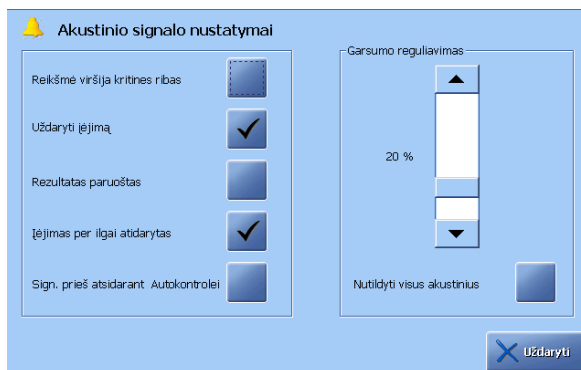 Akustinio signalo nustatymai
Reikšmė viršija kritines ribas
Uždaryti įėjimą
Rezultatas paruoštas
Įėjimas per ilgai atidarytas
Sign. prieš atsidarant Autokontrolei
Garsumo reguliavimas
20 %
Nutildyti visus akustinius
Uždaryti